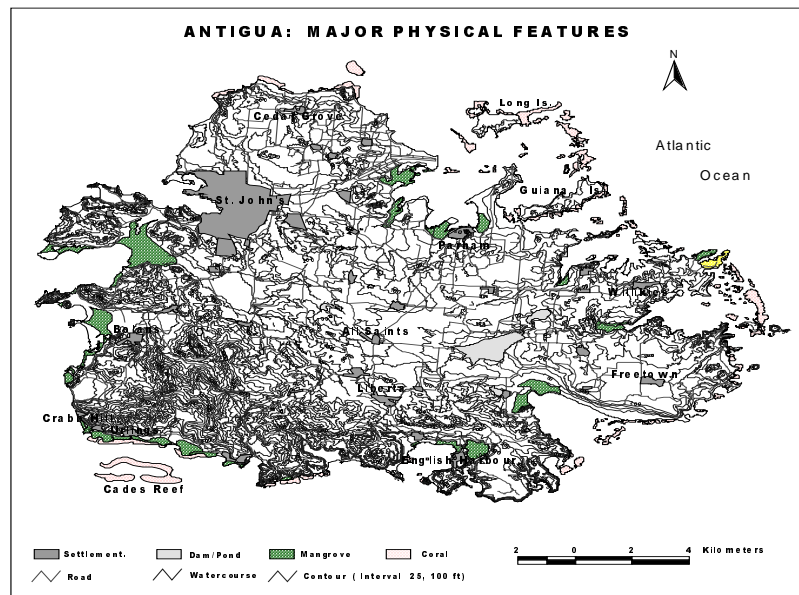 ANTIGUA: MAJOR PHYSICAL FEATURES
N
Long Is.
Cedar Grove
Atlantic
Ocean
Guiana Is.
St. John's
Parham
Willikies
Bolans
All Saints
Freetown
Liberta
Crabb Hill
Urlings
English Harbour
Cades Reef
Settlement.
Dam/Pond
Mangrove
Coral
2 0 2 4 Kilometers
Road
Watercourse
Contour ( Interval 25, 100 ft)